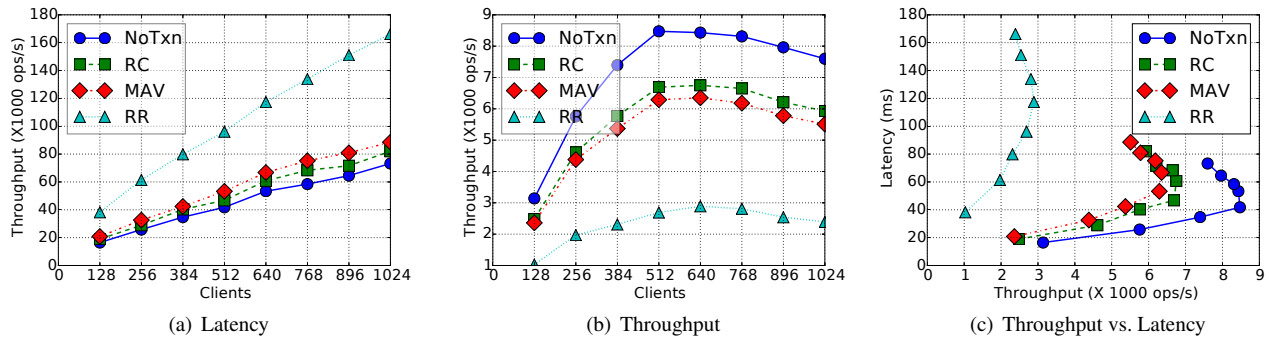 Throughput (X1000 ops/s)
180
160
140
120
100
80
60
40
20
0
NoTxn
RC
MAV
RR
0 128 256 384 512 640 768 896 1024
Clients
(a) Latency
Throughput (X1000 ops/s)
9
8
7
6
5
4
3
2
1
NoTxn
RC
MAV
RR
0 128 256 384 512 640 768 896 1024
Clients
(b) Throughput
Latency (ms)
180
160
140
120
100
80
60
40
20
0
NoTxn
RC
MAV
RR
0 1 2 3 4 5 6 7 8 9
Throughput (X 1000 ops/s)
(c) Throughput vs. Latency